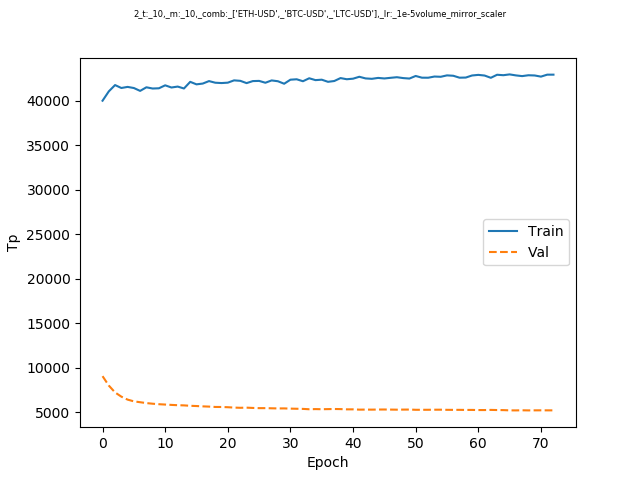 2_t:_10,_m:_10,_comb:_['ETH-USD',_'BTC-USD',_'LTC-USD'],_lr:_1e-5volume_mirror_scaler
40000
35000
30000
25000
20000
15000
10000
5000
Tp
Train
Val
0 10 20 30 40 50 60 70
Epoch